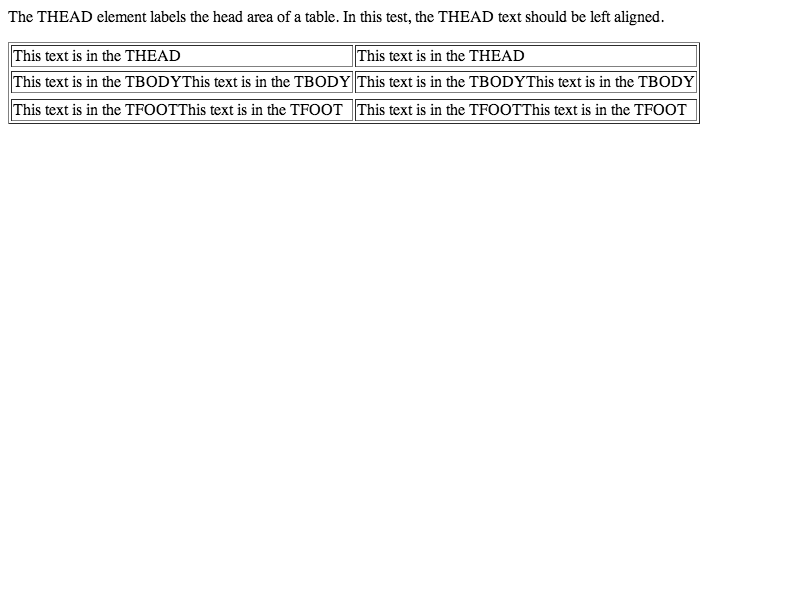 The THEAD element labels the head area of a table. In this test, the THEAD text should be left aligned.
This text is in the THEAD This text is in the THEAD
This text is in the TBODYThis text is in the TBODY This text is in the TBODYThis text is in the TBODY
This text is in the TFOOTThis text is in the TFOOT This text is in the TFOOTThis text is in the TFOOT